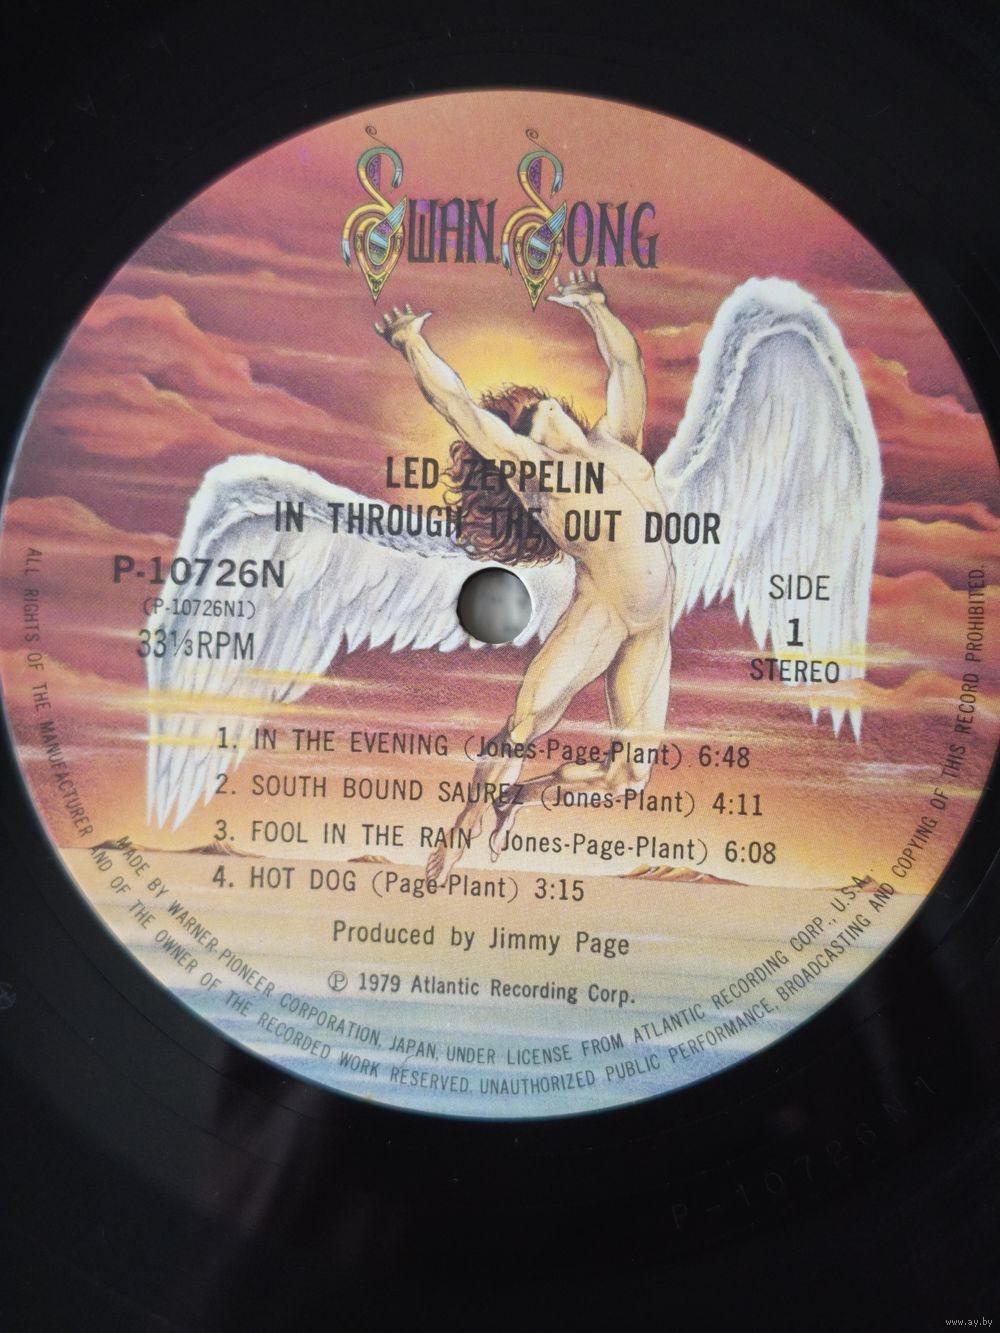 SWAN SONG
LED ZEPPELIN
IN THROUGH THE OUT DOOR
P-10726N
(P-10726N1)
33⅓RPM
SIDE
1
STEREO
1. IN THE EVENING (Jones-Page-Plant) 6:48
2. SOUTH BOUND SAUREZ (Jones-Plant) 4:11
3. FOOL IN THE RAIN (Jones-Page-Plant) 6:08
4. HOT DOG (Page-Plant) 3:15
Produced by Jimmy Page
Ⓟ 1979 Atlantic Recording Corp.
MADE BY WARNER-PIONEER CORPORATION, JAPAN, UNDER LICENSE FROM ATLANTIC RECORDING CORP., U.S.A.
ALL RIGHTS OF THE MANUFACTURER AND OF THE OWNER OF THE RECORDED WORK RESERVED. UNAUTHORIZED PUBLIC PERFORMANCE, BROADCASTING AND COPYING OF THIS RECORD PROHIBITED.
P-10726N1
www.ay.by